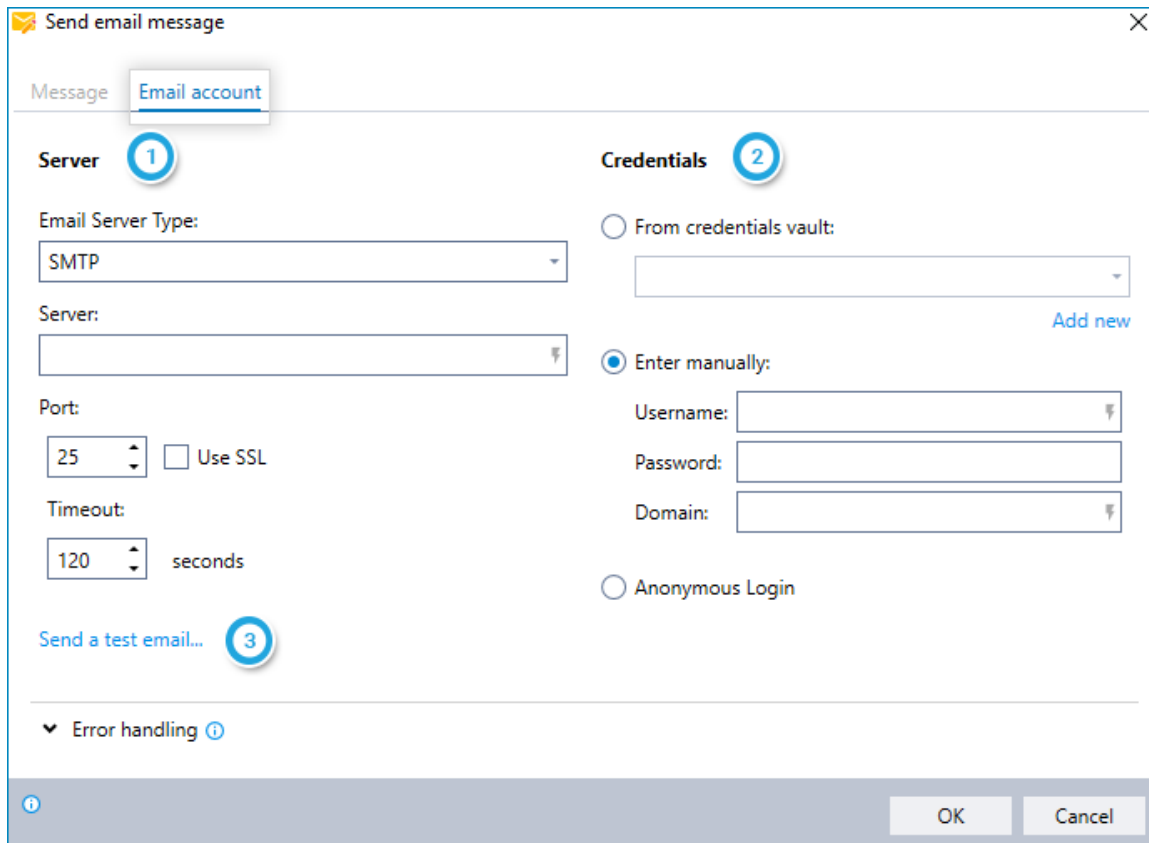 Send email message
Message Email account
Server 1
Email Server Type:
SMTP
Server:
Port:
25 Use SSL
Timeout:
120 seconds
Send a test email... 3
Credentials 2
From credentials vault:
Add new
Enter manually:
Username:
Password:
Domain:
Anonymous Login
Error handling
OK Cancel